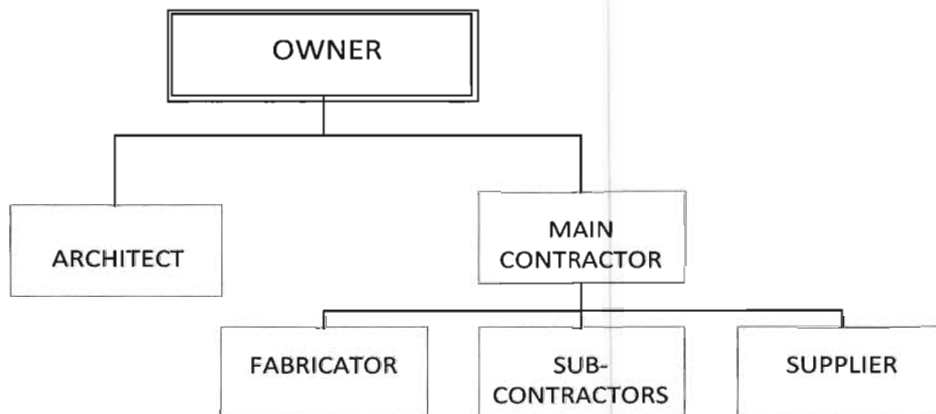 OWNER
ARCHITECT
MAIN
CONTRACTOR
FABRICATOR
SUB-
CONTRACTORS
SUPPLIER